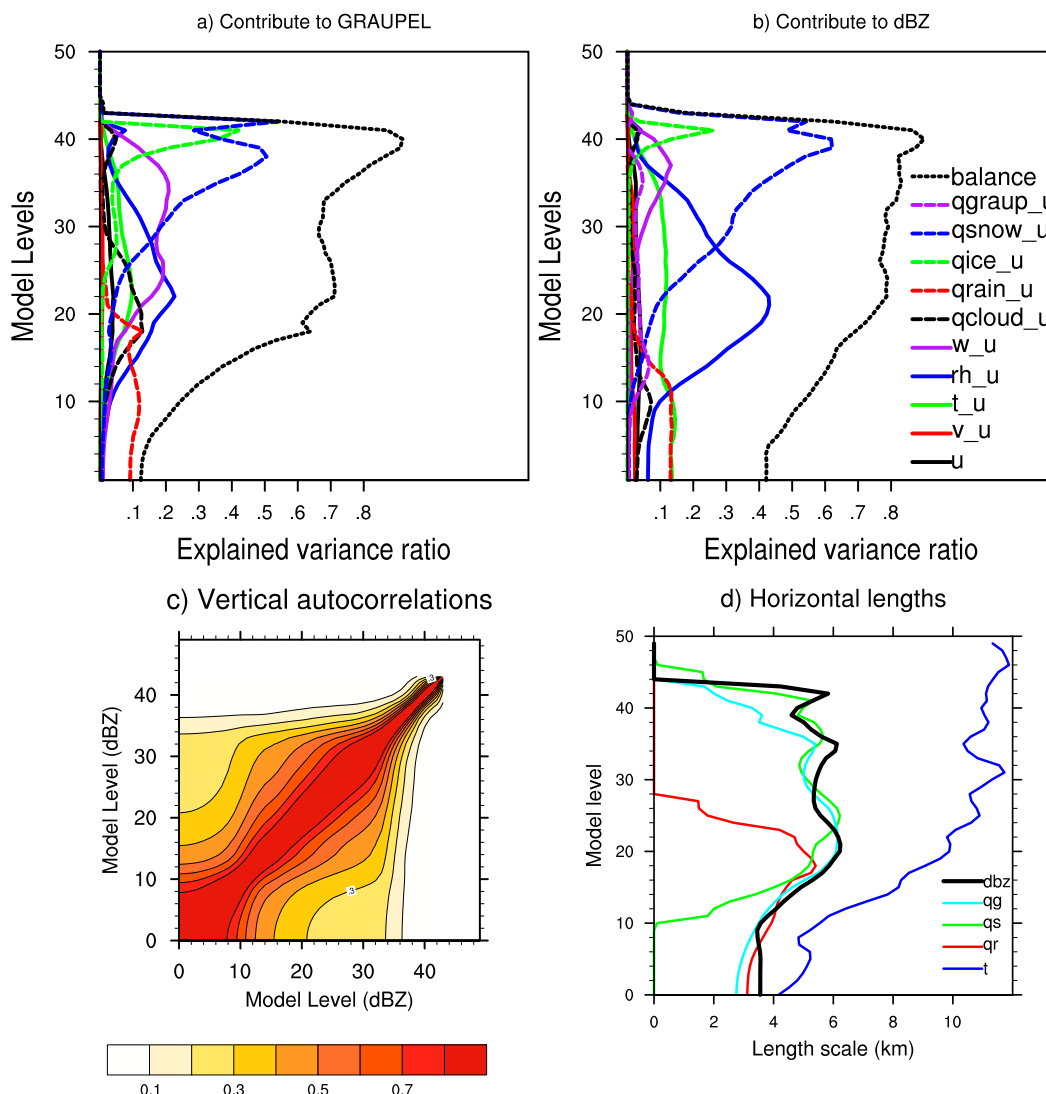 a) Contribute to GRAUPEL
50
40
30
20
10
Model Levels
.1 .2 .3 .4 .5 .6 .7 .8
Explained variance ratio
b) Contribute to dBZ
50
40
30
20
10
Model Levels
.1 .2 .3 .4 .5 .6 .7 .8
Explained variance ratio
balance
qgraup_u
qsnow_u
qice_u
qrain_u
qcloud_u
w_u
rh_u
t_u
v_u
u
c) Vertical autocorrelations
40
30
20
10
0
Model Level (dBZ)
.3
.3
0 10 20 30 40
Model Level (dBZ)
0.1 0.3 0.5 0.7
d) Horizontal lengths
50
40
30
20
10
0
Model level
dbz
qg
qs
qr
t
0 2 4 6 8 10
Length scale (km)